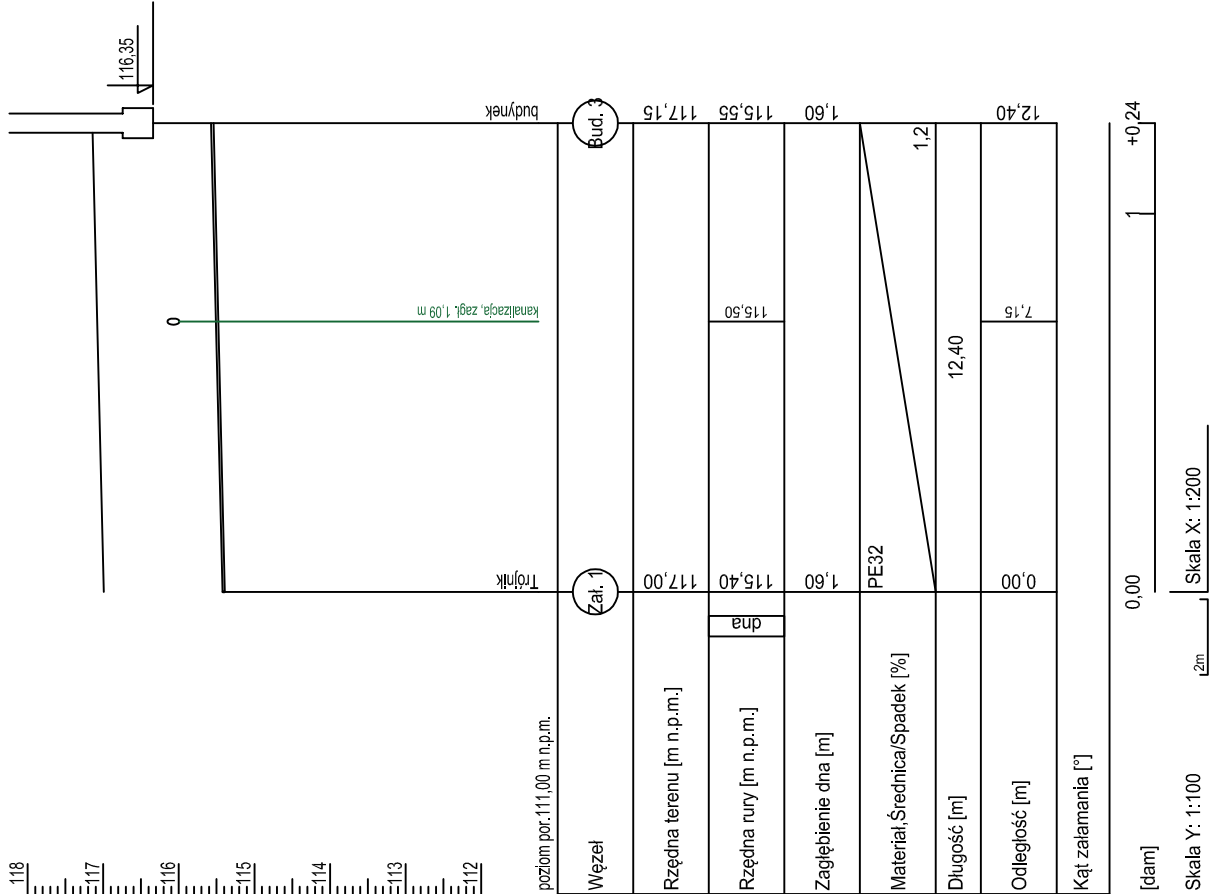 118
117
116
115
114
113
112
116,35
0
kanalizacja, zagł. 1,09 m
Trójnik
budynek
poziom por.111,00 m n.p.m.
Węzeł
Zał. 1
Bud. 3
Rzędna terenu [m n.p.m.]
117,00
117,15
dna
Rzędna rury [m n.p.m.]
115,40
115,50
115,55
Zagłębienie dna [m]
1,60
1,60
Materiał,Średnica/Spadek [%]
PE32
1,2
Długość [m]
12,40
Odległość [m]
0,00
7,15
12,40
Kąt załamania [°]
[dam]
0,00
1
+0,24
Skala Y: 1:100
2m
Skala X: 1:200